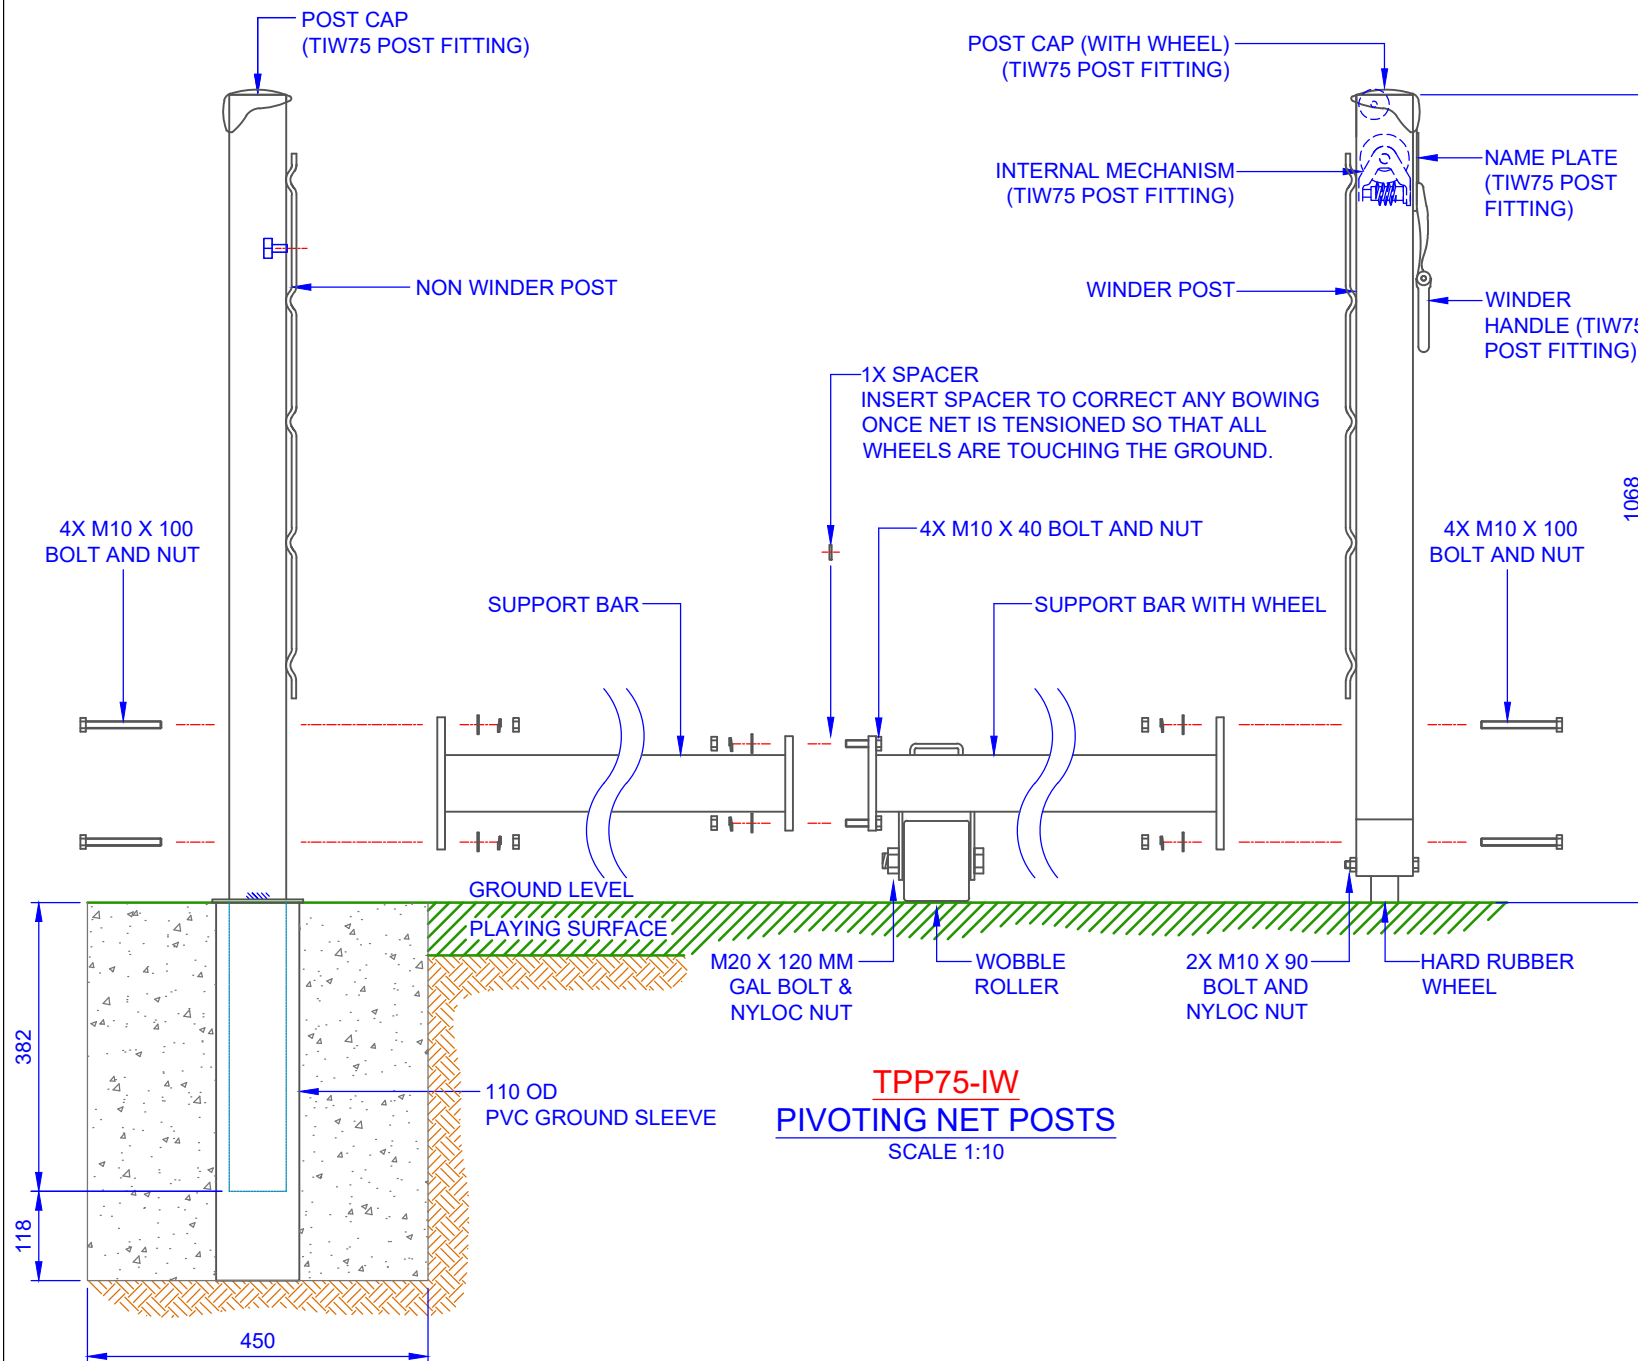 POST CAP
(TIW75 POST FITTING)
POST CAP (WITH WHEEL)
(TIW75 POST FITTING)
INTERNAL MECHANISM
(TIW75 POST FITTING)
NAME PLATE
(TIW75 POST
FITTING)
NON WINDER POST
WINDER POST
WINDER
HANDLE (TIW75
POST FITTING)
1X SPACER
INSERT SPACER TO CORRECT ANY BOWING
ONCE NET IS TENSIONED SO THAT ALL
WHEELS ARE TOUCHING THE GROUND.
1068
4X M10 X 100
BOLT AND NUT
4X M10 X 40 BOLT AND NUT
4X M10 X 100
BOLT AND NUT
SUPPORT BAR
SUPPORT BAR WITH WHEEL
GROUND LEVEL
PLAYING SURFACE
M20 X 120 MM
GAL BOLT &
NYLOC NUT
WOBBLE
ROLLER
2X M10 X 90
BOLT AND
NYLOC NUT
HARD RUBBER
WHEEL
382
110 OD
PVC GROUND SLEEVE
TPP75-IW
PIVOTING NET POSTS
SCALE 1:10
118
450